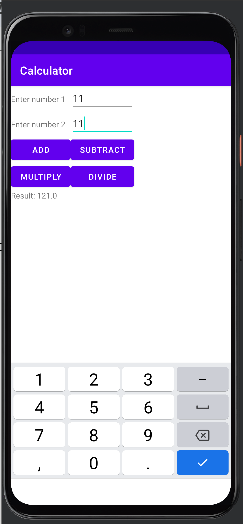 Calculator
Enter number 1 11
Enter number 2 11
ADD SUBTRACT
MULTIPLY DIVIDE
Result: 121.0
1 2 3 –
4 5 6
7 8 9
, 0 .